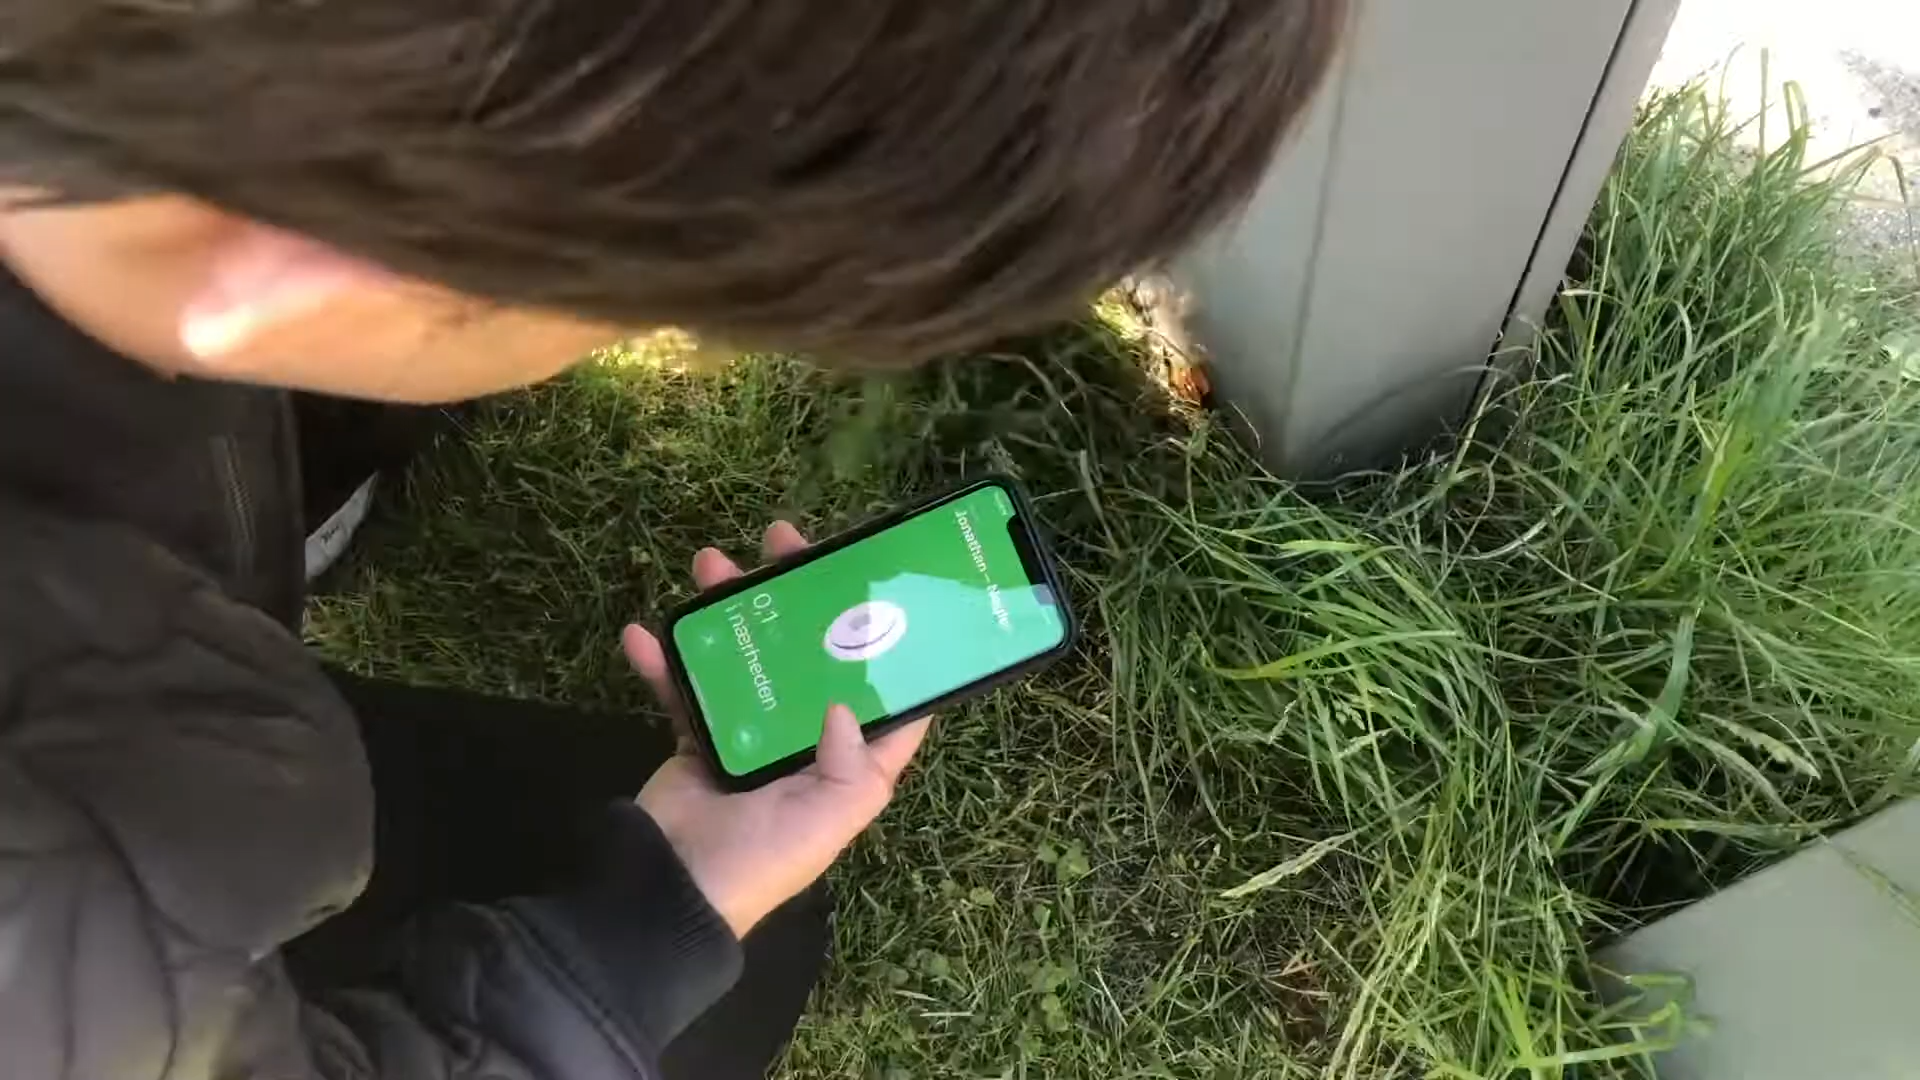 Jonathan –
0,1
i nærheden